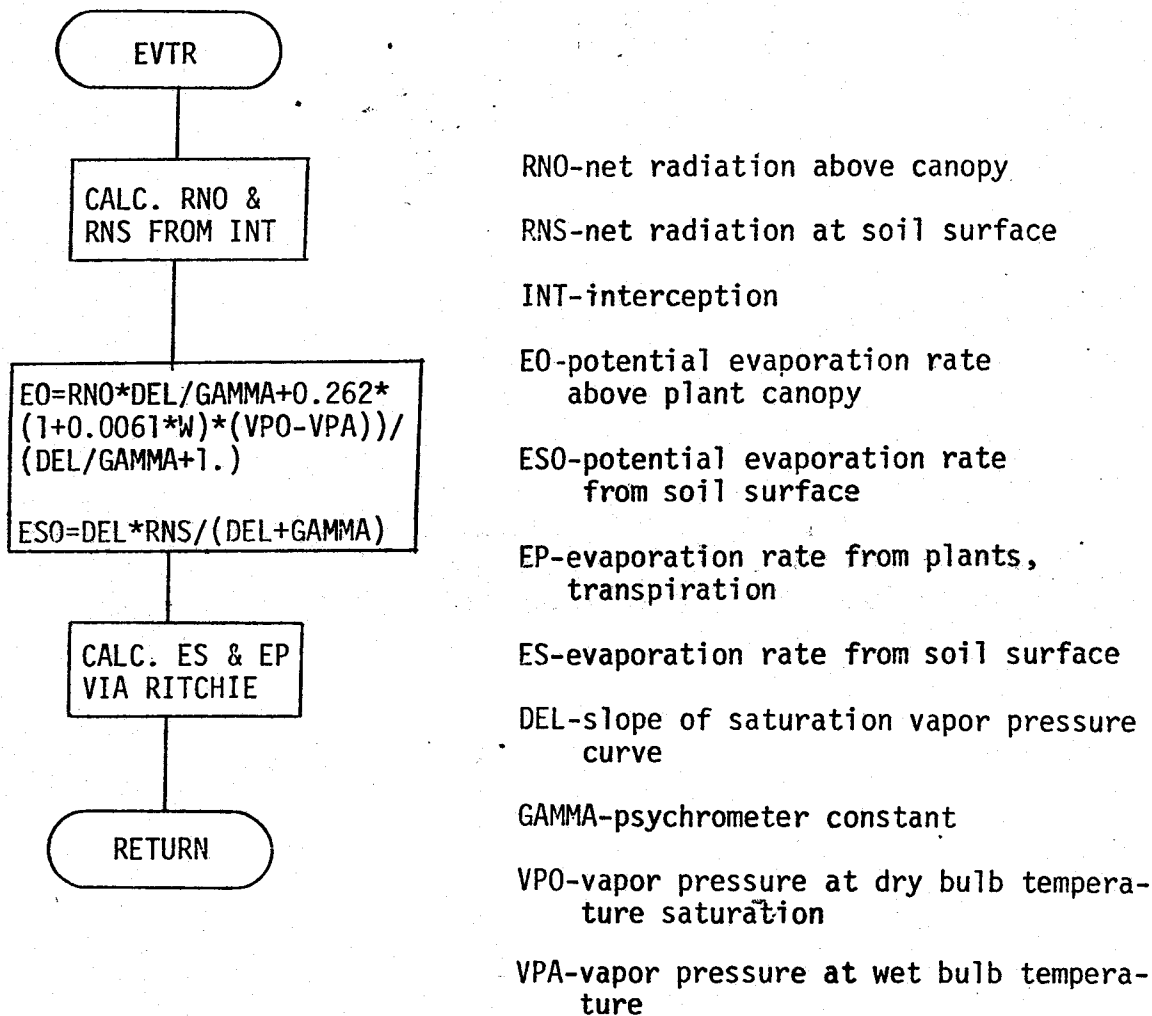 EVTR
CALC. RNO &
RNS FROM INT
EO=RNO*DEL/GAMMA+0.262*
(1+0.0061*W)*(VPO-VPA))/
(DEL/GAMMA+1.)
ESO=DEL*RNS/(DEL+GAMMA)
CALC. ES & EP
VIA RITCHIE
RETURN
RNO-net radiation above canopy
RNS-net radiation at soil surface
INT-interception
EO-potential evaporation rate
above plant canopy
ESO-potential evaporation rate
from soil surface
EP-evaporation rate from plants,
transpiration
ES-evaporation rate from soil surface
DEL-slope of saturation vapor pressure
curve
GAMMA-psychrometer constant
VPO-vapor pressure at dry bulb tempera-
ture saturation
VPA-vapor pressure at wet bulb tempera-
ture